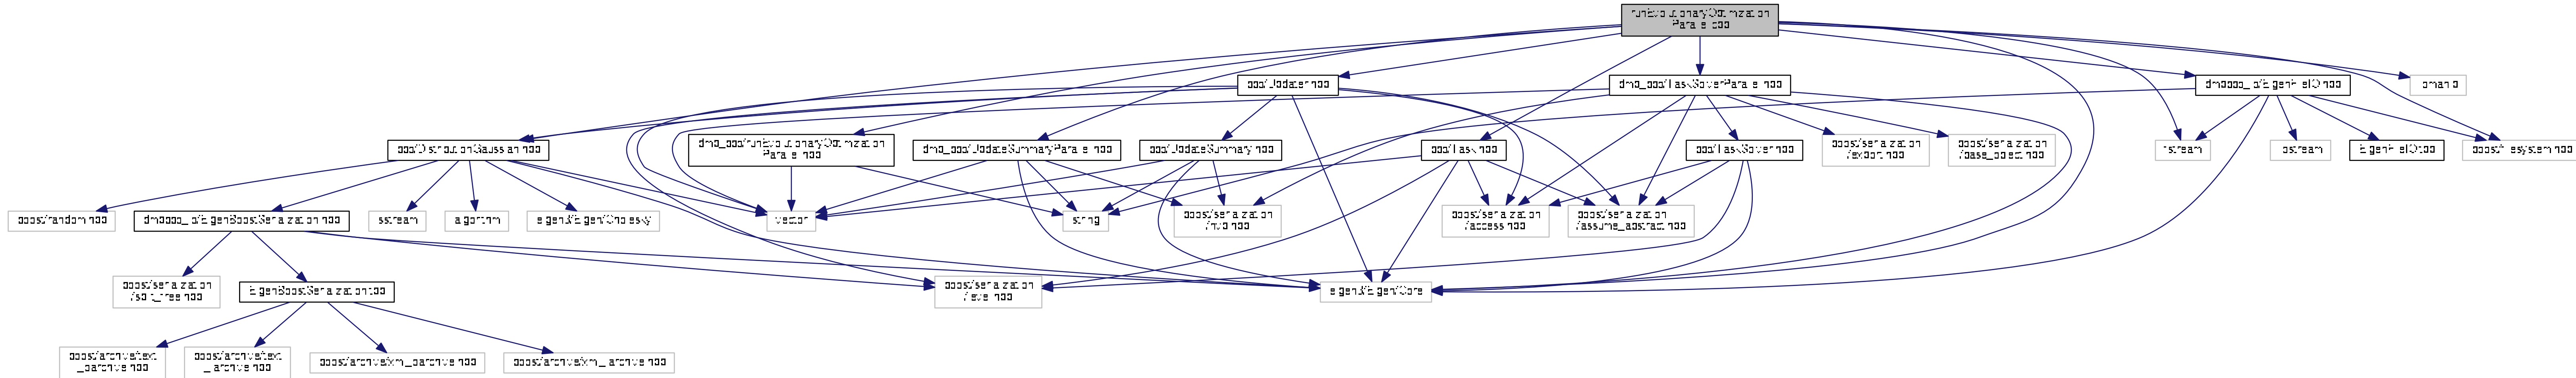 runEvolutionaryOptimization
Parallel.cpp
bbo/Updater.hpp
dmp_bbo/TaskSolverParallel.hpp
dmpbbo_io/EigenFileIO.hpp
iomanip
bbo/DistributionGaussian.hpp
dmp_bbo/runEvolutionaryOptimization
Parallel.hpp
dmp_bbo/UpdateSummaryParallel.hpp
bbo/UpdateSummary.hpp
bbo/Task.hpp
bbo/TaskSolver.hpp
boost/serialization
/export.hpp
boost/serialization
/base_object.hpp
fstream
iostream
EigenFileIO.tpp
boost/filesystem.hpp
boost/random.hpp
dmpbbo_io/EigenBoostSerialization.hpp
sstream
algorithm
eigen3/Eigen/Cholesky
vector
string
boost/serialization
/nvp.hpp
boost/serialization
/access.hpp
boost/serialization
/assume_abstract.hpp
boost/serialization
/split_free.hpp
EigenBoostSerialization.tpp
boost/serialization
/level.hpp
eigen3/Eigen/Core
boost/archive/text
_oarchive.hpp
boost/archive/text
_iarchive.hpp
boost/archive/xml_oarchive.hpp
boost/archive/xml_iarchive.hpp